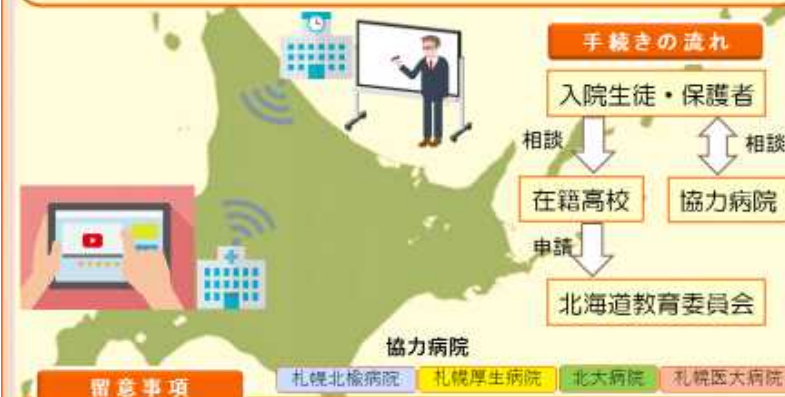 手続きの流れ
入院生徒・保護者
相談
相談
在籍高校
協力病院
申請
北海道教育委員会
協力病院
留意事項
札幌北楡病院
札幌厚生病院
北大病院
札幌医大病院